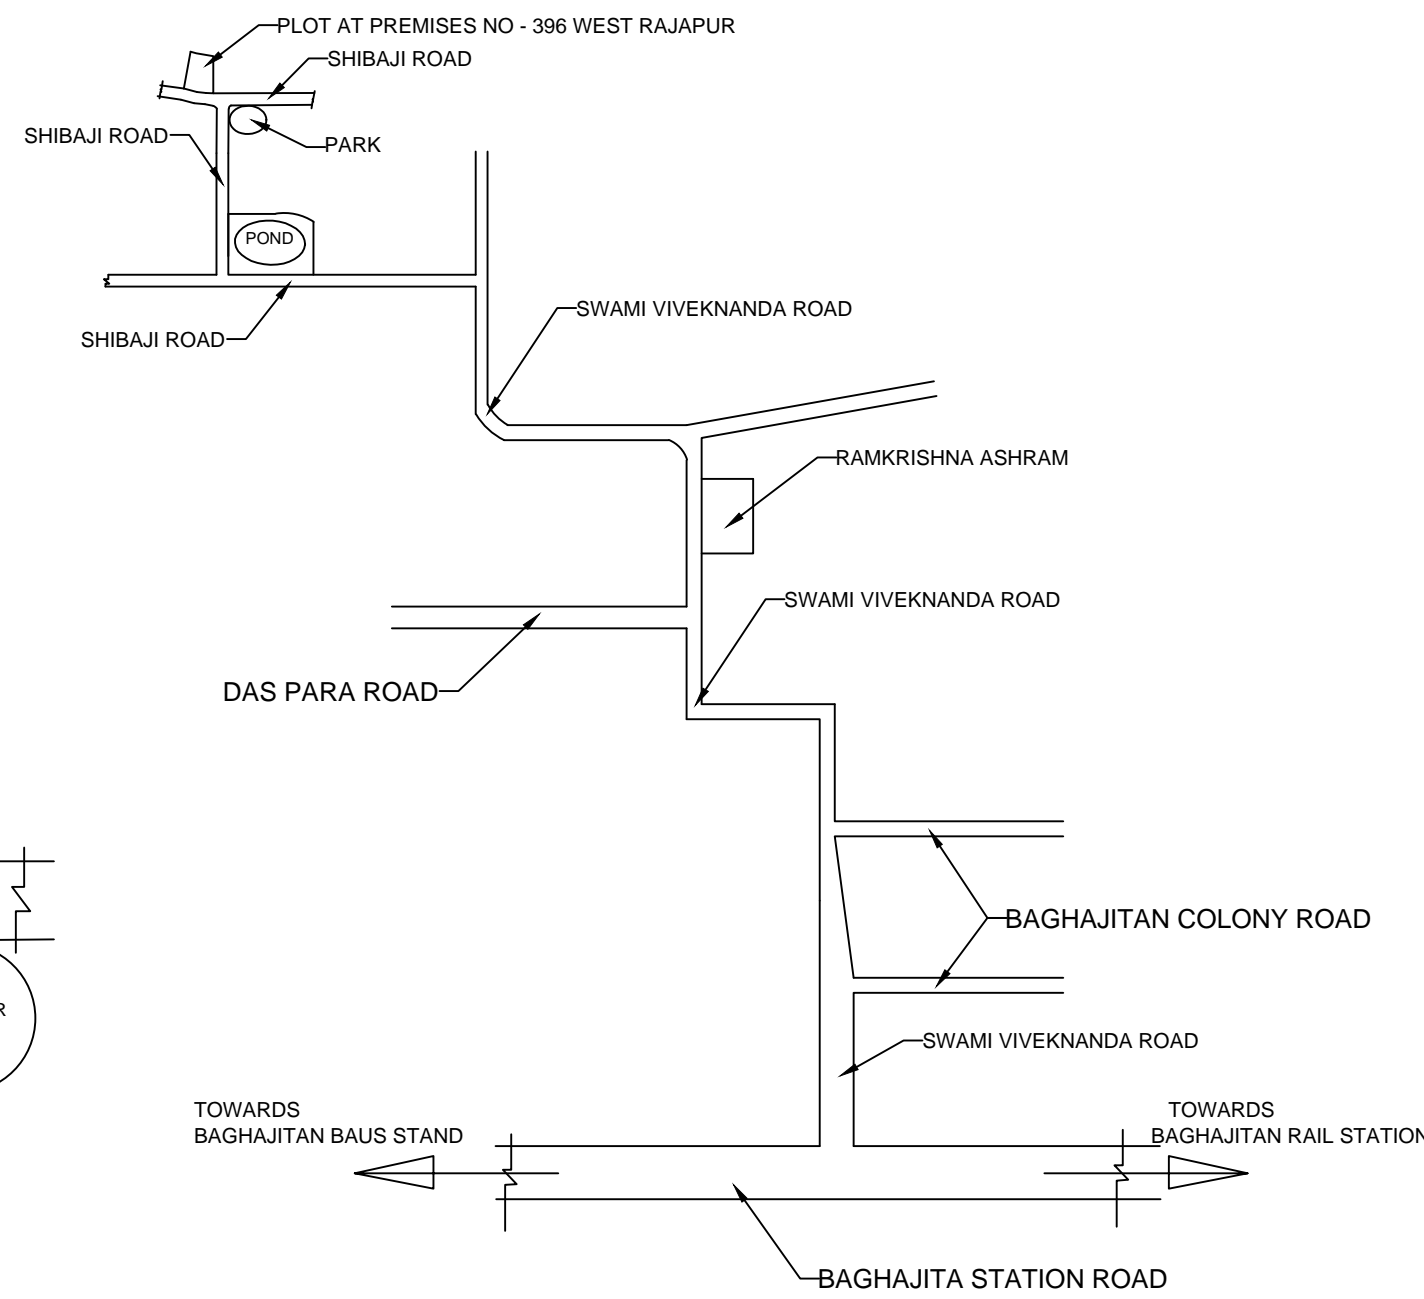 PLOT AT PREMISES NO - 396 WEST RAJAPUR
SHIBAJI ROAD
SHIBAJI ROAD
PARK
POND
SWAMI VIVEKNANDA ROAD
SHIBAJI ROAD
RAMKRISHNA ASHRAM
SWAMI VIVEKNANDA ROAD
DAS PARA ROAD
BAGHAJITAN COLONY ROAD
SWAMI VIVEKNANDA ROAD
TOWARDS
BAGHAJITAN BAUS STAND
TOWARDS
BAGHAJITAN RAIL STATION
BAGHAJITA STATION ROAD